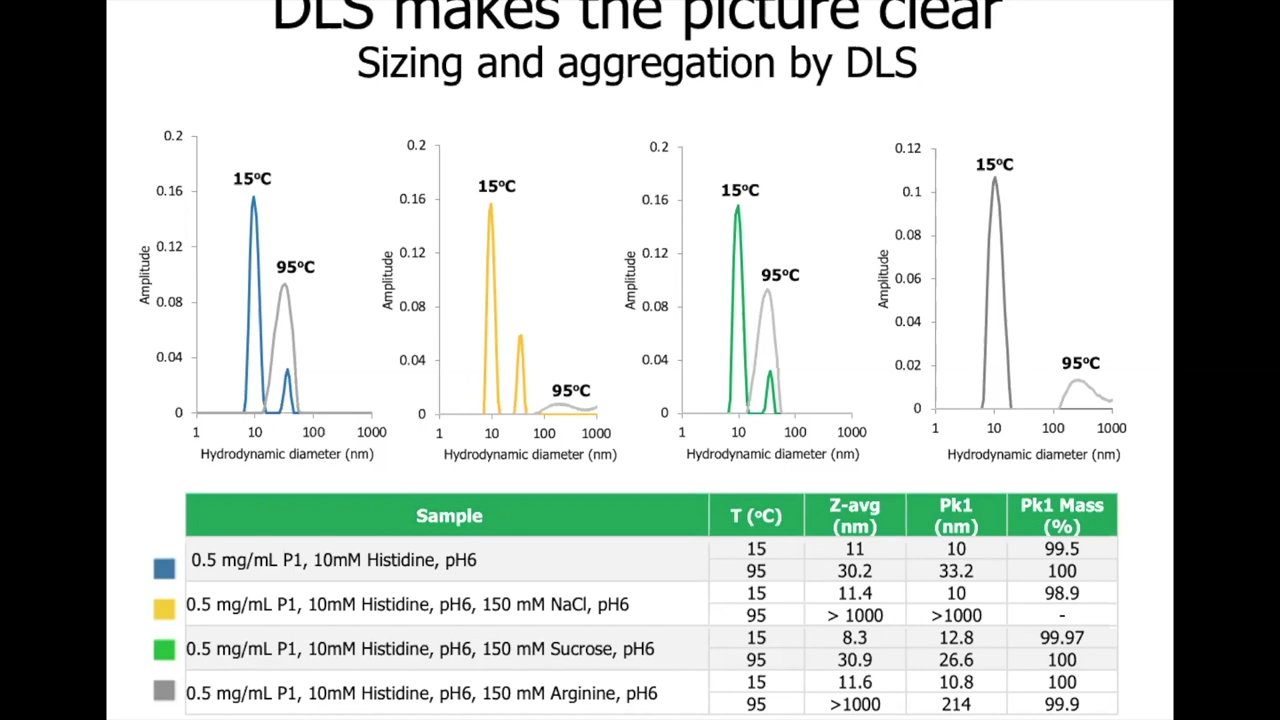 DLS makes the picture clear
Sizing and aggregation by DLS
0.2
0.16
0.12
0.08
0.04
0
Amplitude
15ºC
95ºC
1 10 100 1000
Hydrodynamic diameter (nm)
0.2
0.16
0.12
0.08
0.04
0
Amplitude
15ºC
95ºC
1 10 100 1000
Hydrodynamic diameter (nm)
0.2
0.16
0.12
0.08
0.04
0
Amplitude
15ºC
95ºC
1 10 100 1000
Hydrodynamic diameter (nm)
0.12
0.1
0.08
0.06
0.04
0.02
0
Amplitude
15ºC
95ºC
1 10 100 1000
Hydrodynamic diameter (nm)
Sample T (ºC) Z-avg (nm) Pk1 (nm) Pk1 Mass (%)
0.5 mg/mL P1, 10mM Histidine, pH6
15 11 10 99.5
95 30.2 33.2 100
0.5 mg/mL P1, 10mM Histidine, pH6, 150 mM NaCl, pH6
15 11.4 10 98.9
95 > 1000 >1000 -
0.5 mg/mL P1, 10mM Histidine, pH6, 150 mM Sucrose, pH6
15 8.3 12.8 99.97
95 30.9 26.6 100
0.5 mg/mL P1, 10mM Histidine, pH6, 150 mM Arginine, pH6
15 11.6 10.8 100
95 >1000 214 99.9